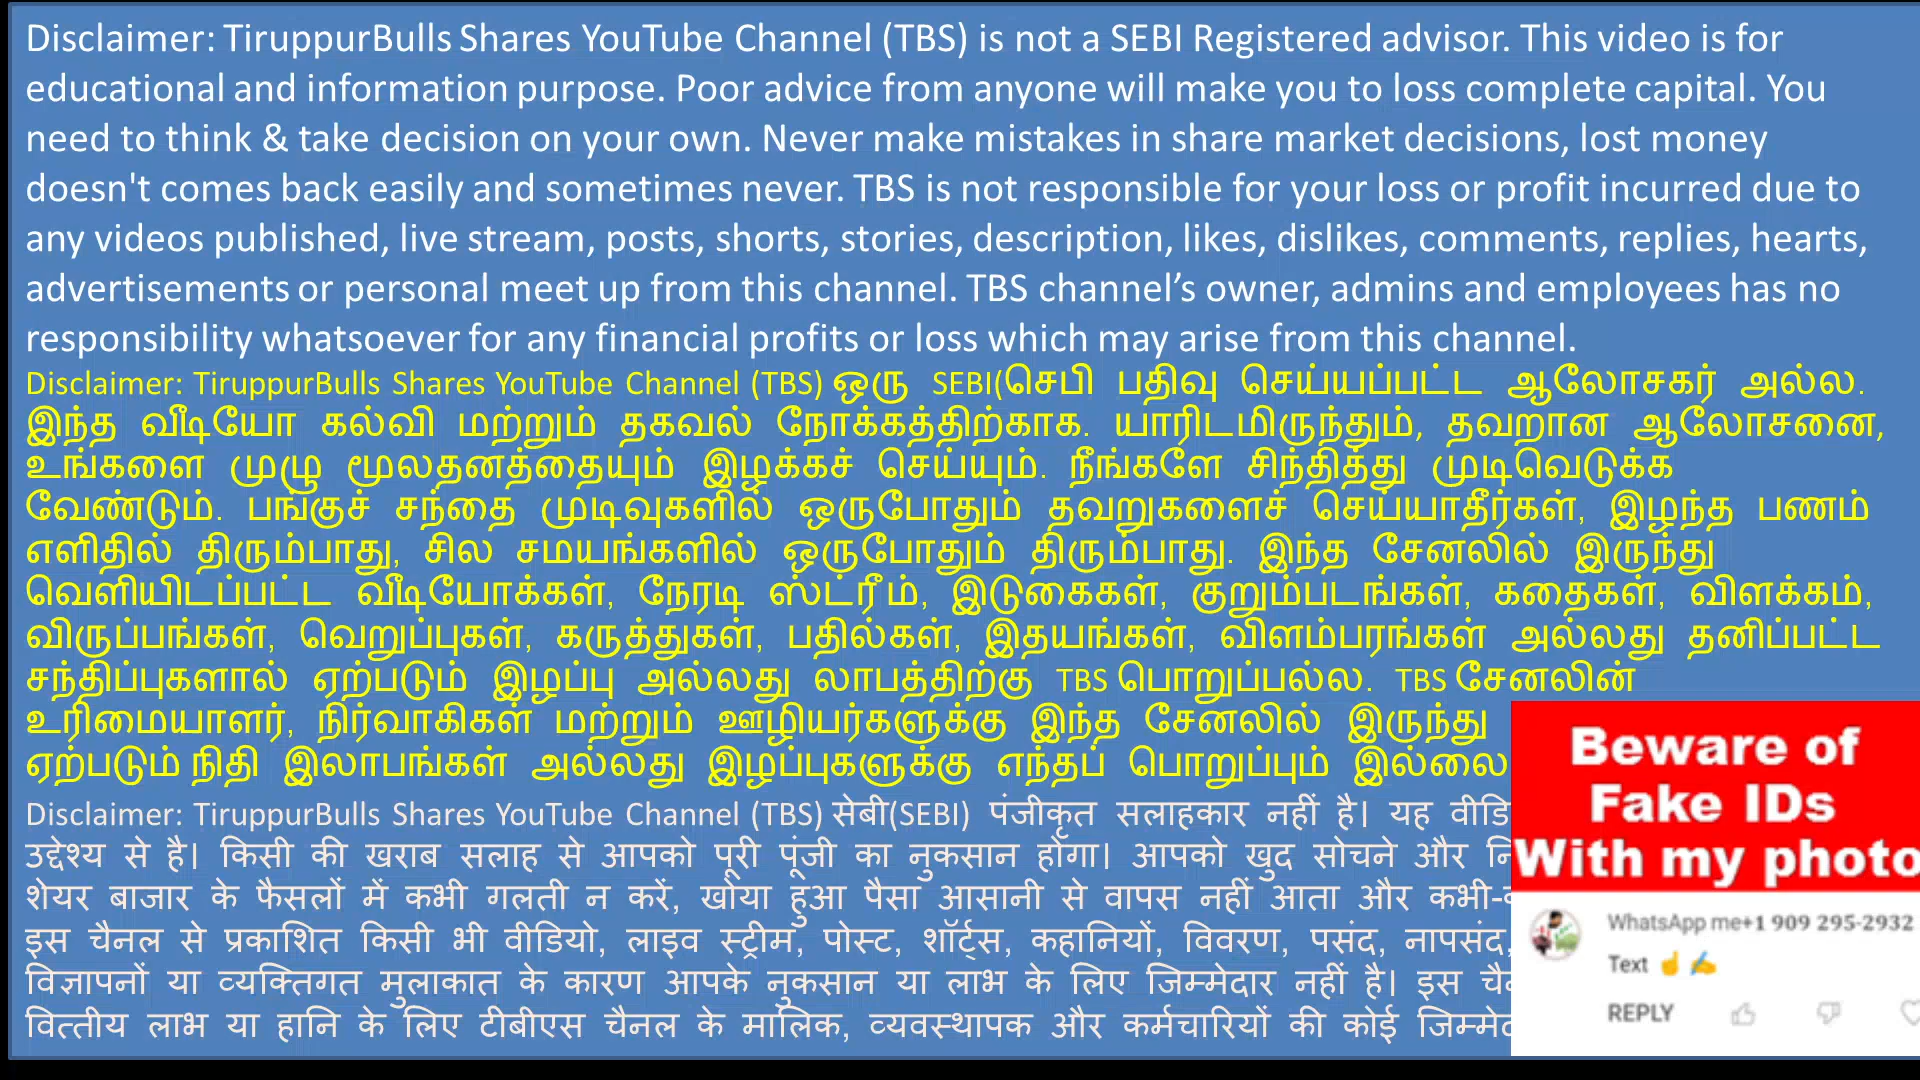 Disclaimer: TiruppurBulls Shares YouTube Channel (TBS) is not a SEBI Registered advisor. This video is for
educational and information purpose. Poor advice from anyone will make you to loss complete capital. You
need to think & take decision on your own. Never make mistakes in share market decisions, lost money
doesn't comes back easily and sometimes never. TBS is not responsible for your loss or profit incurred due to
any videos published, live stream, posts, shorts, stories, description, likes, dislikes, comments, replies, hearts,
advertisements or personal meet up from this channel. TBS channel’s owner, admins and employees has no
responsibility whatsoever for any financial profits or loss which may arise from this channel.
Disclaimer: TiruppurBulls Shares YouTube Channel (TBS) ஒரு SEBI(செபி பதிவு செய்யப்பட்ட ஆலோசகர் அல்ல.
இந்த வீடியோ கல்வி மற்றும் தகவல் நோக்கத்திற்காக. யாரிடமிருந்தும், தவறான ஆலோசனை,
உங்களை முழு மூலதனத்தையும் இழக்கச் செய்யும். நீங்களே சிந்தித்து முடிவெடுக்க
வேண்டும். பங்குச் சந்தை முடிவுகளில் ஒருபோதும் தவறுகளைச் செய்யாதீர்கள், இழந்த பணம்
எளிதில் திரும்பாது, சில சமயங்களில் ஒருபோதும் திரும்பாது. இந்த சேனலில் இருந்து
வெளியிடப்பட்ட வீடியோக்கள், நேரடி ஸ்ட்ரீம், இடுகைகள், குறும்படங்கள், கதைகள், விளக்கம்,
விருப்பங்கள், வெறுப்புகள், கருத்துகள், பதில்கள், இதயங்கள், விளம்பரங்கள் அல்லது தனிப்பட்ட
சந்திப்புகளால் ஏற்படும் இழப்பு அல்லது லாபத்திற்கு TBS பொறுப்பல்ல. TBS சேனலின்
உரிமையாளர், நிர்வாகிகள் மற்றும் ஊழியர்களுக்கு இந்த சேனலில் இருந்து
ஏற்படும் நிதி இலாபங்கள் அல்லது இழப்புகளுக்கு எந்தப் பொறுப்பும் இல்லை
Disclaimer: TiruppurBulls Shares YouTube Channel (TBS) सेबी(SEBI) पंजीकृत सलाहकार नहीं है। यह
उद्देश्य से है। किसी की खराब सलाह से आपको पूरी पूंजी का नुकसान होगा। आपको खुद सोचने और
शेयर बाजार के फैसलों में कभी गलती न करें, खोया हुआ पैसा आसानी से वापस नहीं आता और
इस चैनल से प्रकाशित किसी भी वीडियो, लाइव स्ट्रीम, पोस्ट, शॉर्ट्स, कहानियों, विवरण, पसंद, नापसंद,
विज्ञापनों या व्यक्तिगत मुलाकात के कारण आपके नुकसान या लाभ के लिए जिम्मेदार नहीं है। इस
वित्तीय लाभ या हानि के लिए टीबीएस चैनल के मालिक, व्यवस्थापक और कर्मचारियों की कोई
Beware of
Fake IDs
With my photo
WhatsApp me+1 909 295-2932
Text ☝️ ✍️
REPLY